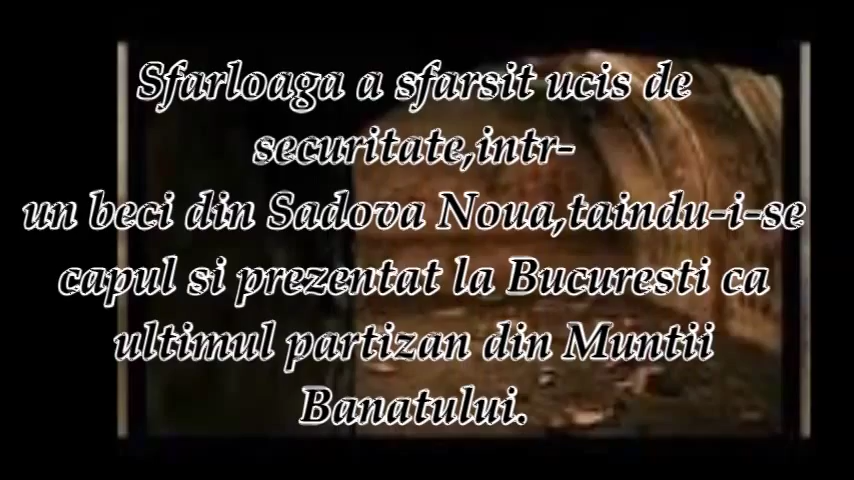 Sfarloaga a sfarsit ucis de
securitate,intr-
un beci din Sadova Noua,taindu-i-se
capul si prezentat la Bucuresti ca
ultimul partizan din Muntii
Banatului.